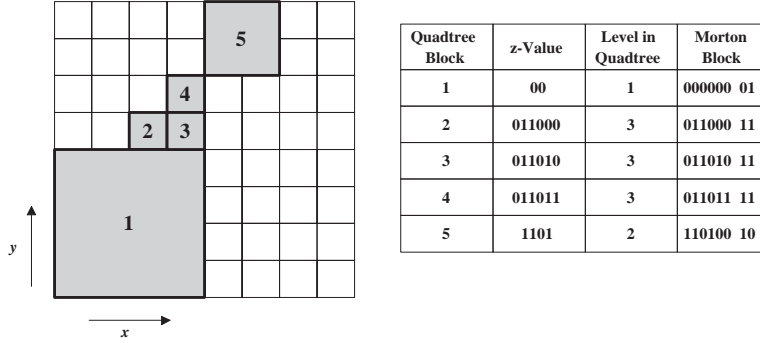 5
4
2 3
1
y
x
Quadtree Block z-Value Level in Quadtree Morton Block
1 00 1 000000 01
2 011000 3 011000 11
3 011010 3 011010 11
4 011011 3 011011 11
5 1101 2 110100 10